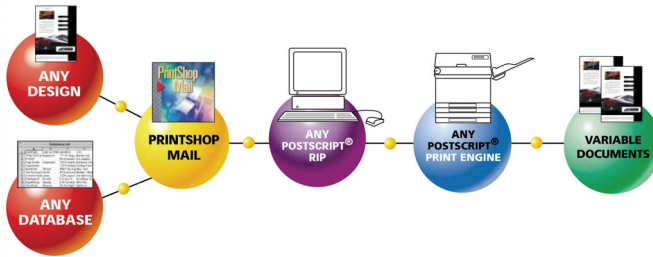 ANY
DESIGN
PrintShop
Mail
PRINTSHOP
MAIL
ANY
DATABASE
ANY
POSTSCRIPT®
RIP
ANY
POSTSCRIPT®
PRINT ENGINE
VARIABLE
DOCUMENTS